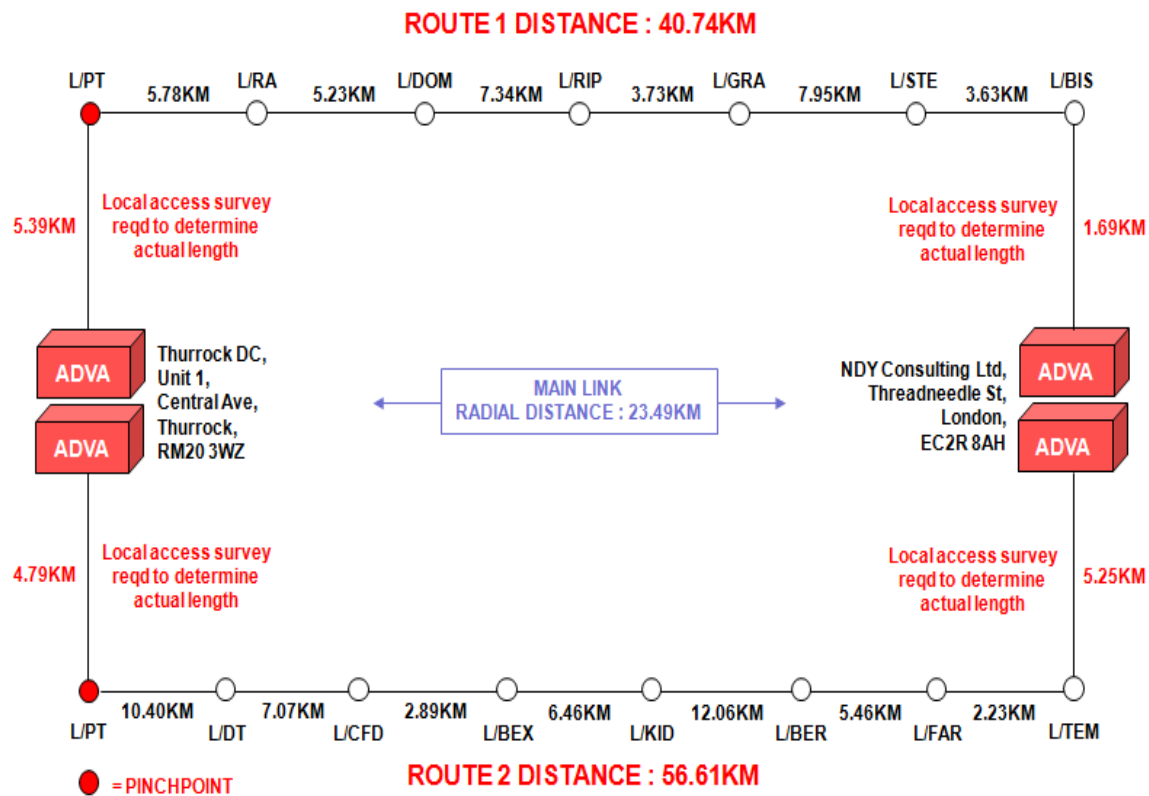 ROUTE 1 DISTANCE : 40.74KM
L/PT
5.78KM
L/RA
5.23KM
L/DOM
7.34KM
L/RIP
3.73KM
L/GRA
7.95KM
L/STE
3.63KM
L/BIS
5.39KM
Local access survey
reqd to determine
actual length
Local access survey
reqd to determine
actual length
1.69KM
ADVA
ADVA
Thurrock DC,
Unit 1,
Central Ave,
Thurrock,
RM20 3WZ
MAIN LINK
RADIAL DISTANCE : 23.49KM
NDY Consulting Ltd,
Threadneedle St,
London,
EC2R 8AH
ADVA
ADVA
4.79KM
Local access survey
reqd to determine
actual length
Local access survey
reqd to determine
actual length
5.25KM
L/PT
10.40KM
L/DT
7.07KM
L/CFD
2.89KM
L/BEX
6.46KM
L/KID
12.06KM
L/BER
5.46KM
L/FAR
2.23KM
L/TEM
= PINCHPOINT
ROUTE 2 DISTANCE : 56.61KM